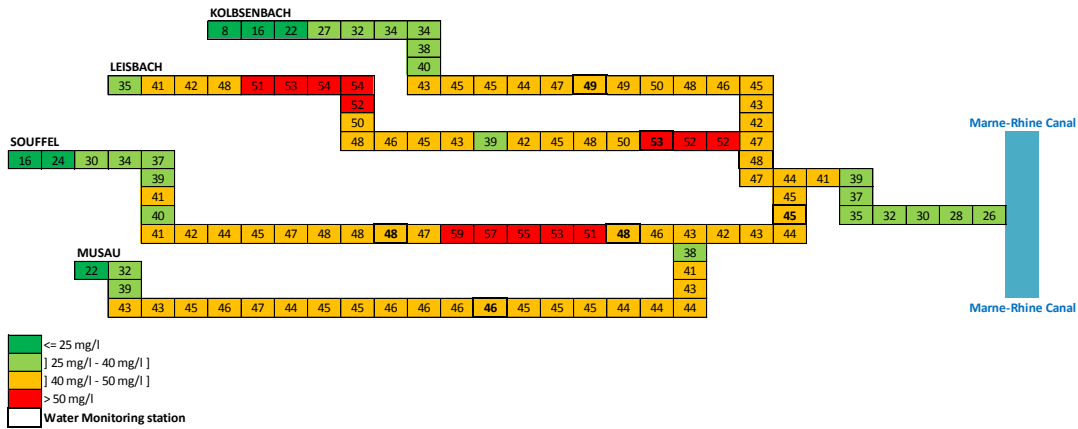 KOLBSENBACH
8 16 22 27 32 34 34
38
LEISBACH
40
35 41 42 48 51 53 54 54
43 45 45 44 47 49 49 50 48 46 45
52
43
50
42
Marne-Rhine Canal
SOUFFEL
48 46 45 43 39 42 45 48 50 53 52 52
47
16 24 30 34 37
48
39
47 44 41 39
41
45
37
40
45
35 32 30 28 26
41 42 44 45 47 48 48 48 47 59 57 55 53 51 48 46 43 42 43 44
MUSAU
38
22 32
41
39
43
43 43 45 46 47 44 45 45 46 46 46 46 45 45 45 44 44 44
Marne-Rhine Canal
<= 25 mg/l
] 25 mg/l - 40 mg/l ]
] 40 mg/l - 50 mg/l ]
> 50 mg/l
Water Monitoring station